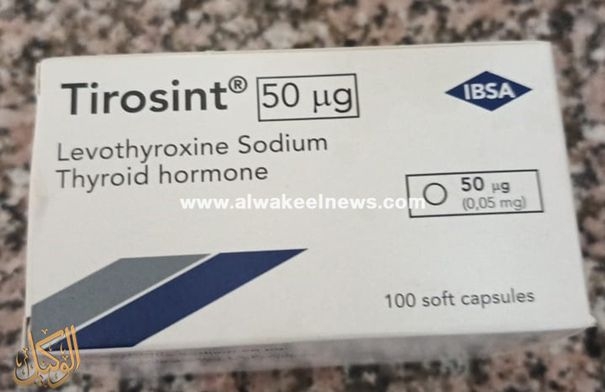 Tirosint® 50 µg
IBSA
Levothyroxine Sodium
Thyroid hormone
50 µg
(0,05 mg)
www.alwakeelnews.com
100 soft capsules
الوكيل